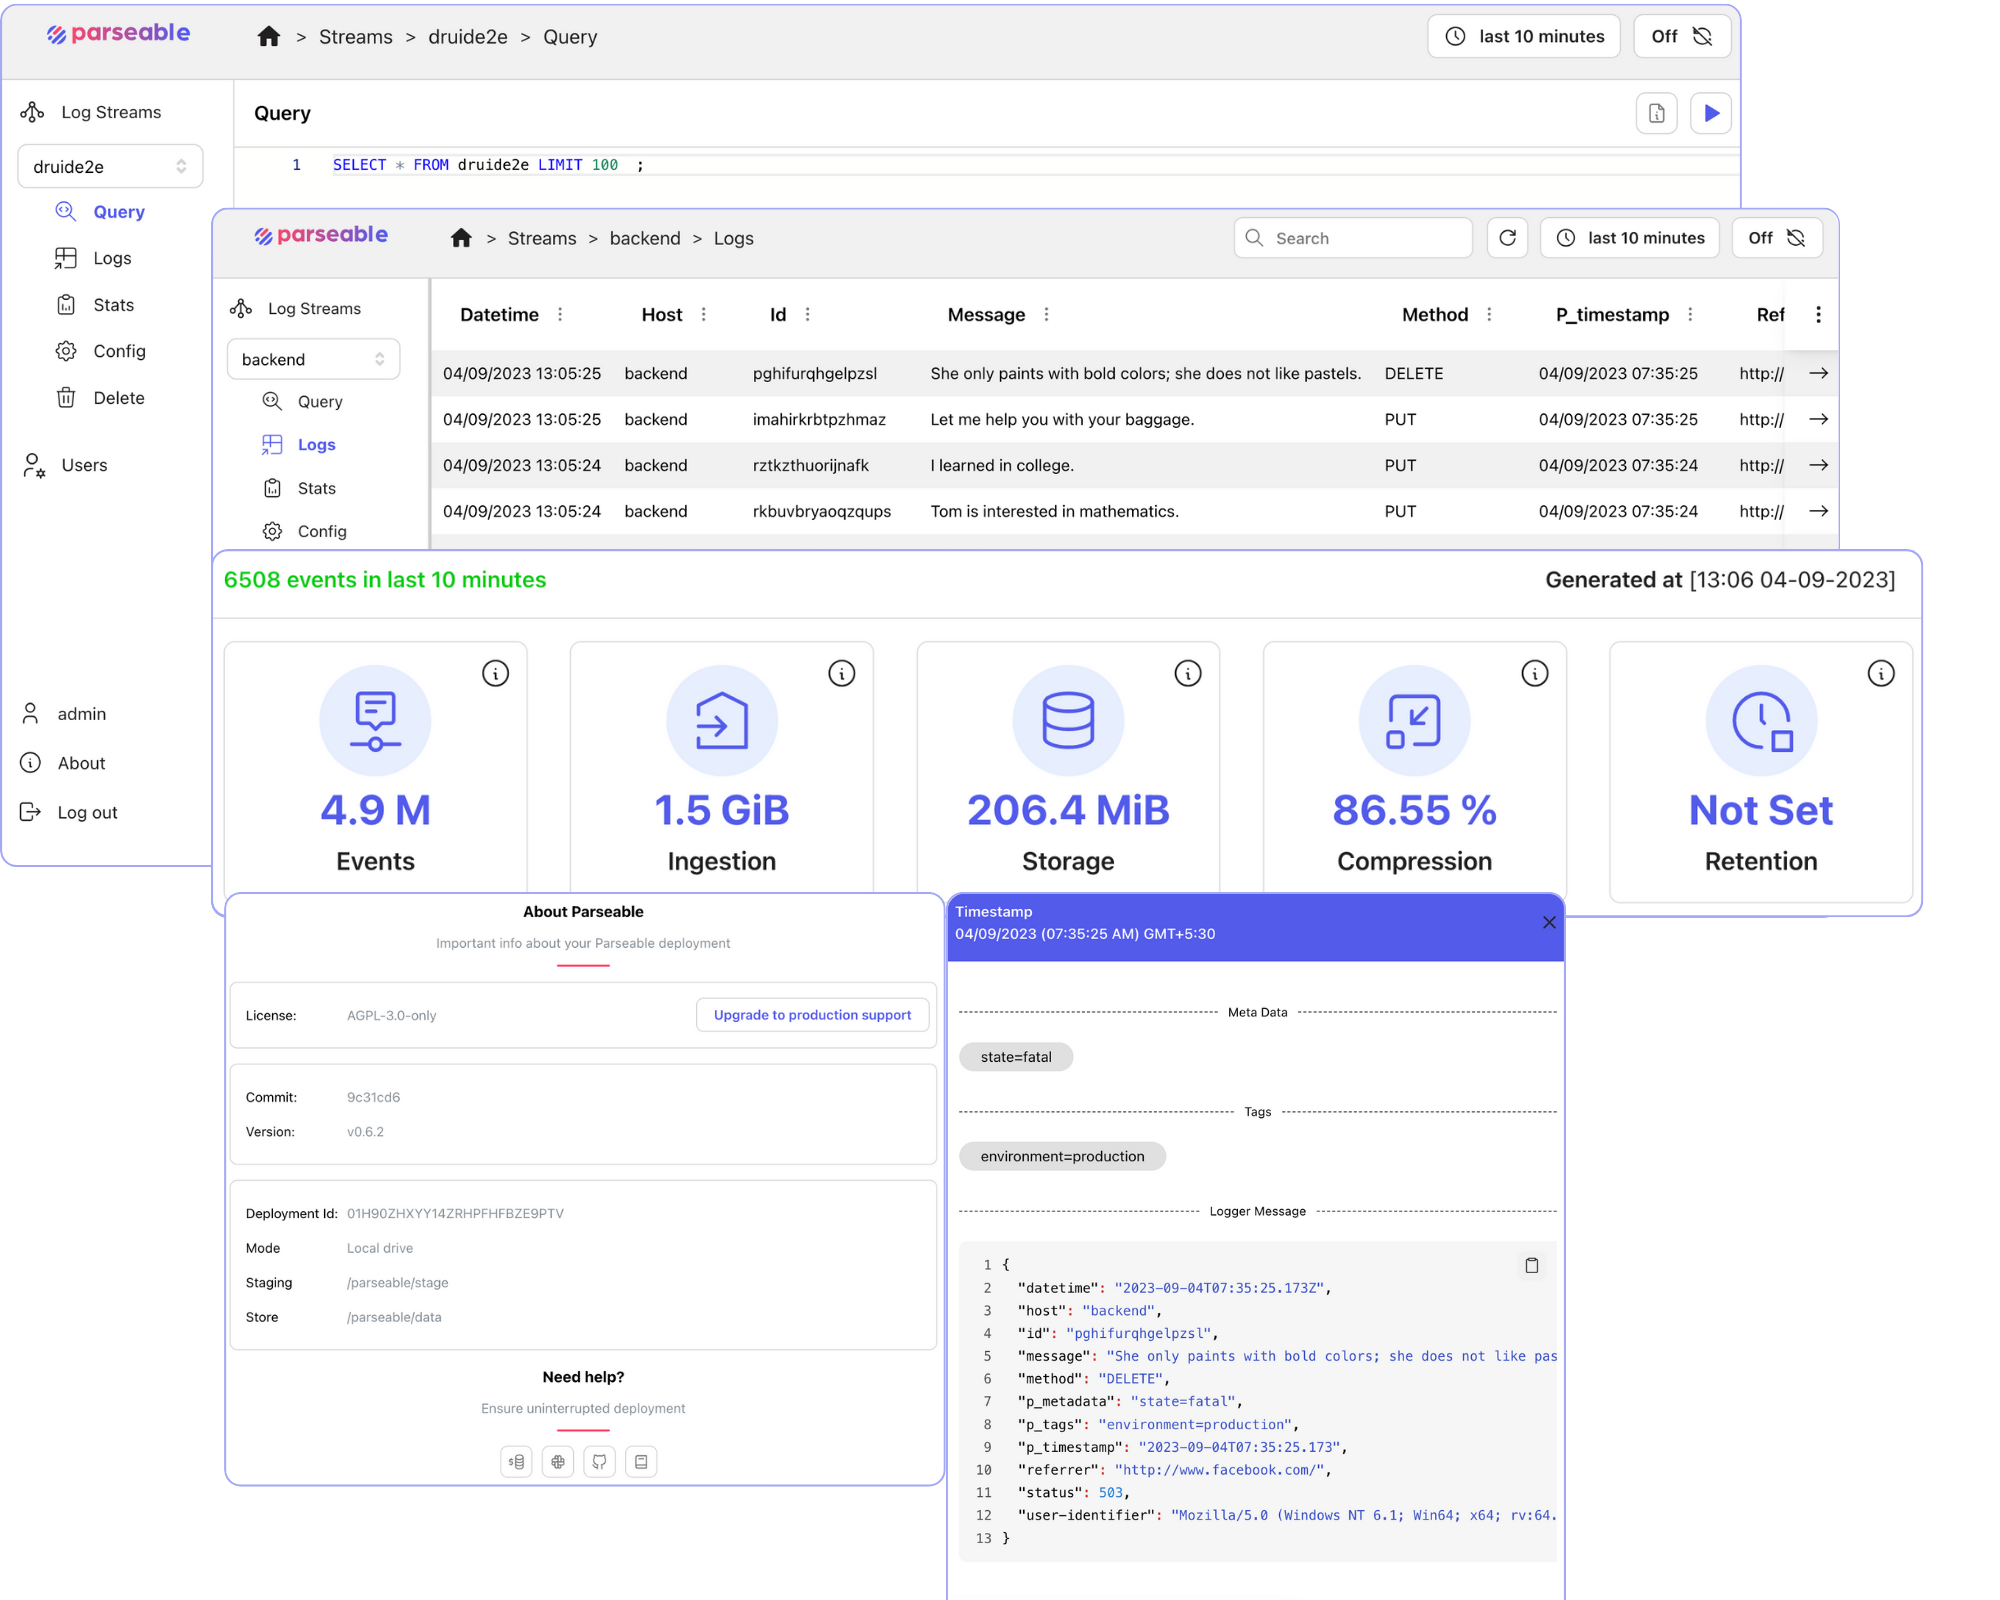 parseable
> Streams > druide2e > Query
last 10 minutes
Off
Log Streams
druide2e
Query
Logs
Stats
Config
Delete
Users
admin
About
Log out
Query
1 SELECT * FROM druide2e LIMIT 100 ;
parseable
> Streams > backend > Logs
Search
last 10 minutes
Off
Log Streams
backend
Query
Logs
Stats
Config
Datetime Host Id Message Method P_timestamp Ref
04/09/2023 13:05:25 backend pghifurqhgelpzsl She only paints with bold colors; she does not like pastels. DELETE 04/09/2023 07:35:25 http://
04/09/2023 13:05:25 backend imahirkrbtpzhmaz Let me help you with your baggage. PUT 04/09/2023 07:35:25 http://
04/09/2023 13:05:24 backend rztkzthuorijnafk I learned in college. PUT 04/09/2023 07:35:24 http://
04/09/2023 13:05:24 backend rkbuvbryaoqzqups Tom is interested in mathematics. PUT 04/09/2023 07:35:24 http://
6508 events in last 10 minutes
Generated at [13:06 04-09-2023]
4.9 M
Events
1.5 GiB
Ingestion
206.4 MiB
Storage
86.55 %
Compression
Not Set
Retention
About Parseable
Important info about your Parseable deployment
License: AGPL-3.0-only
Upgrade to production support
Commit: 9c31cd6
Version: v0.6.2
Deployment Id: 01H90ZHXYY14ZRHPFHFBZE9PTV
Mode Local drive
Staging /parseable/stage
Store /parseable/data
Need help?
Ensure uninterrupted deployment
Timestamp
04/09/2023 (07:35:25 AM) GMT+5:30
Meta Data
state=fatal
Tags
environment=production
Logger Message
1 {
2 "datetime": "2023-09-04T07:35:25.173Z",
3 "host": "backend",
4 "id": "pghifurqhgelpzsl",
5 "message": "She only paints with bold colors; she does not like pas
6 "method": "DELETE",
7 "p_metadata": "state=fatal",
8 "p_tags": "environment=production",
9 "p_timestamp": "2023-09-04T07:35:25.173",
10 "referrer": "http://www.facebook.com/",
11 "status": 503,
12 "user-identifier": "Mozilla/5.0 (Windows NT 6.1; Win64; x64; rv:64.
13 }